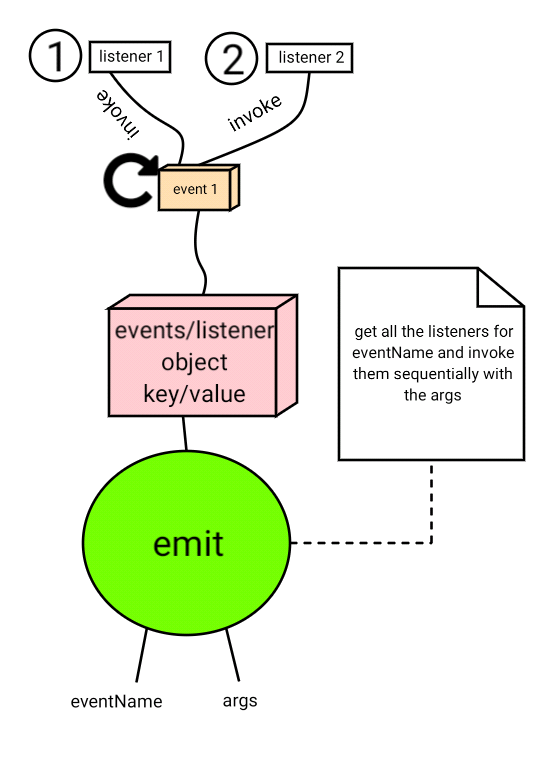 1
listener 1
2
listener 2
invoke
invoke
event 1
events/listener
object
key/value
get all the listeners for
eventName and invoke
them sequentially with
the args
emit
eventName
args